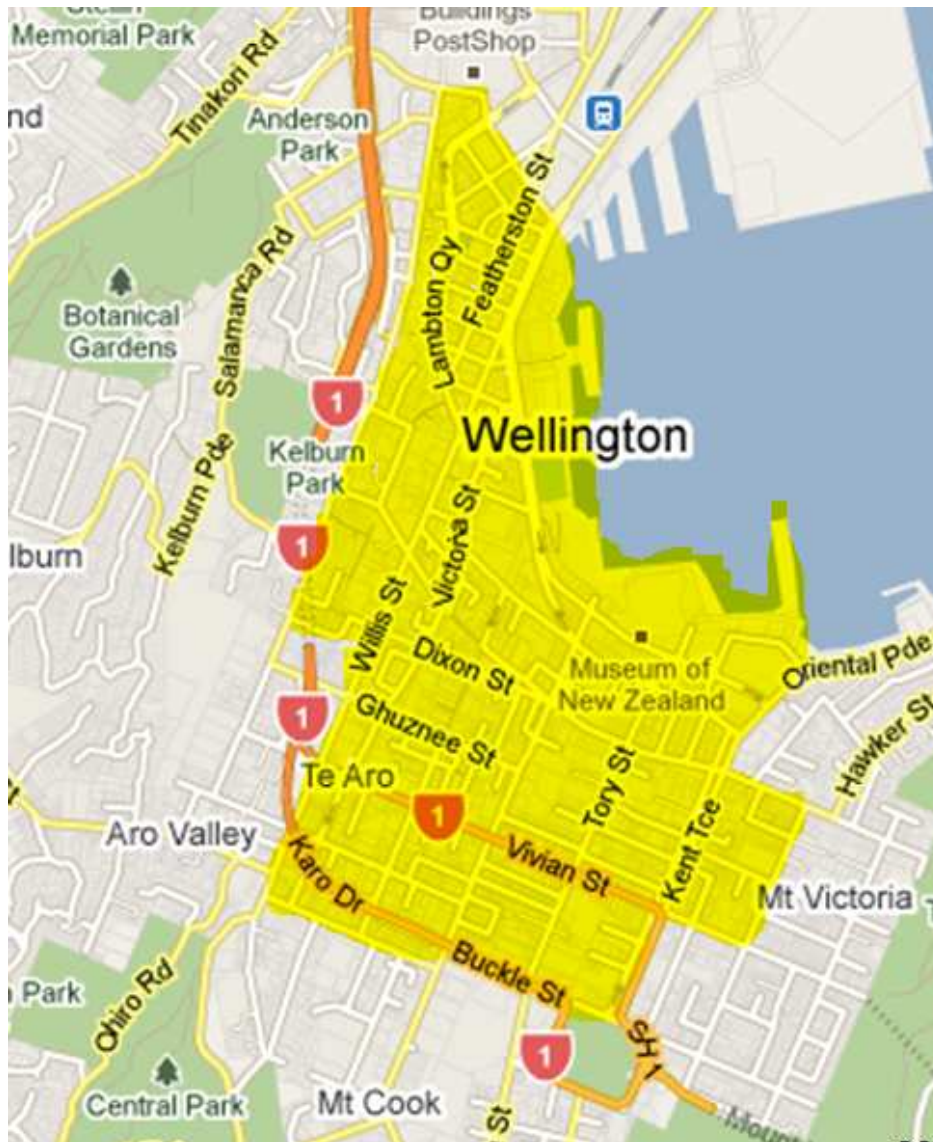 Memorial Park
Buildings
PostShop
Tinakori Rd
nd
Anderson
Park
Featherston St
Salamanca Rd
Lambton Qy
Botanical
Gardens
1
Wellington
Kelburn
Park
Kelburn Pde
Victoria St
1
lburn
Willis St
Dixon St
Museum of
New Zealand
Oriental Pde
1
Ghuznee St
Hawker St
Te Aro
Tory St
1
Aro Valley
Kent Tce
Vivian St
Karo Dr
Mt Victoria
Buckle St
Park
Ohiro Rd
1
SH1
Central Park
Mt Cook
St